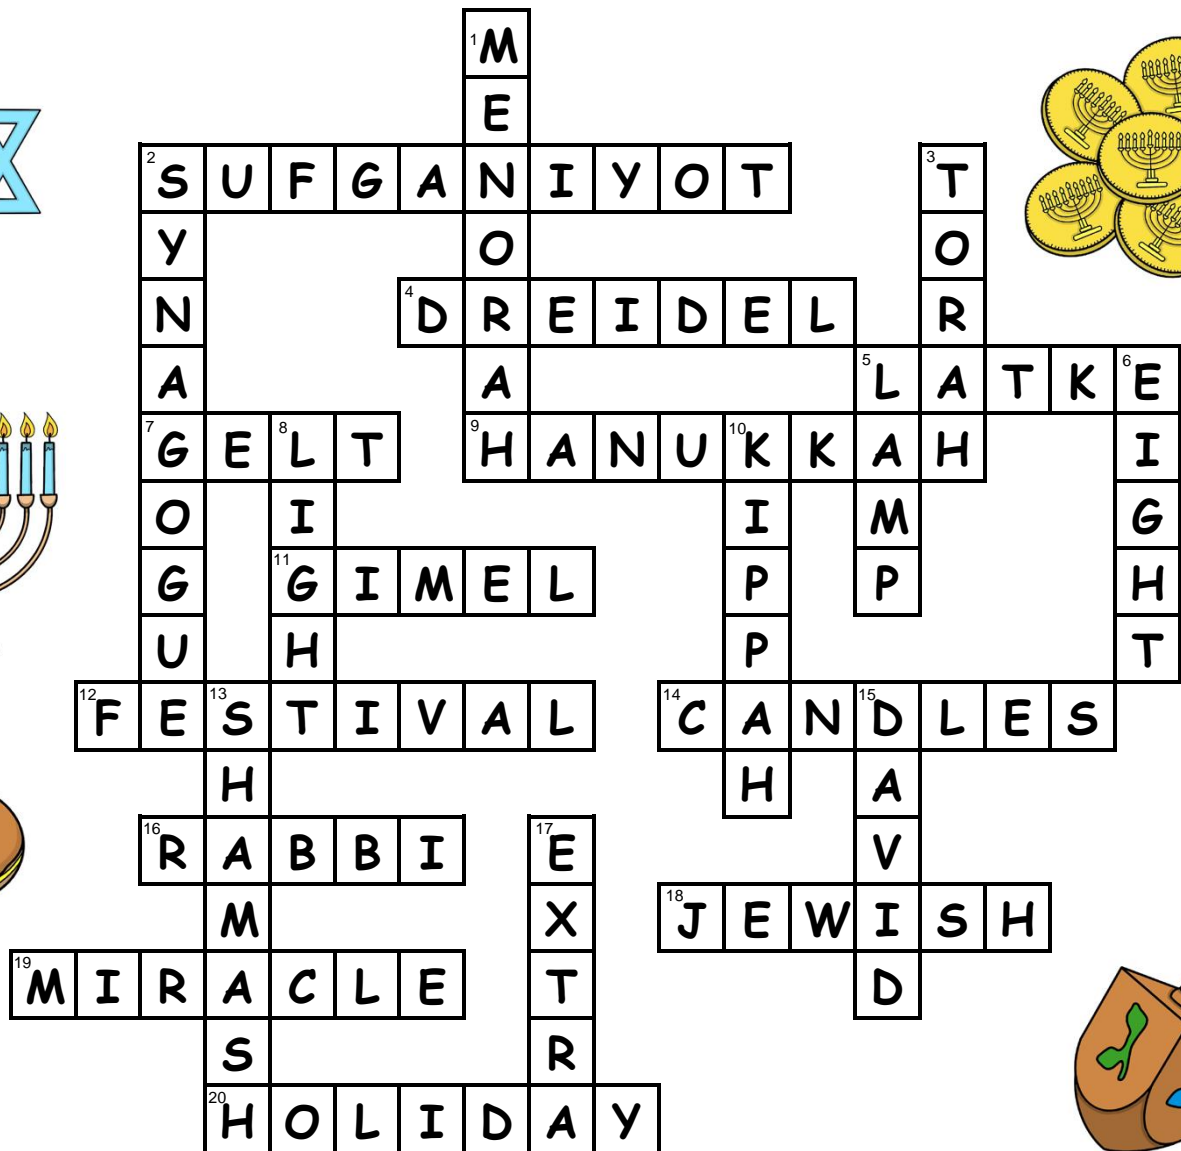 1 M
E
2 S U F G A N I Y O T 3 T
Y O O
N 4 D R E I D E L R
A A 5 L A T K 6 E
7 G E 8 L T 9 H A N U 10 K K A H I
O I I M G
G 11 G I M E L P P H
U H P T
12 F E 13 S T I V A L 14 C A N 15 D L E S
H H A
16 R A B B I 17 E V
M X 18 J E W I S H
19 M I R A C L E T D
S R
20 H O L I D A Y